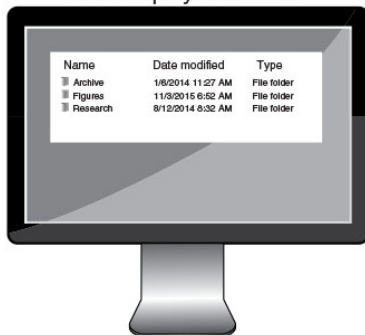 Name Date modified Type
Archive 1/6/2014 11:27 AM File folder
Figures 11/3/2015 6:52 AM File folder
Research 8/12/2014 8:32 AM File folder